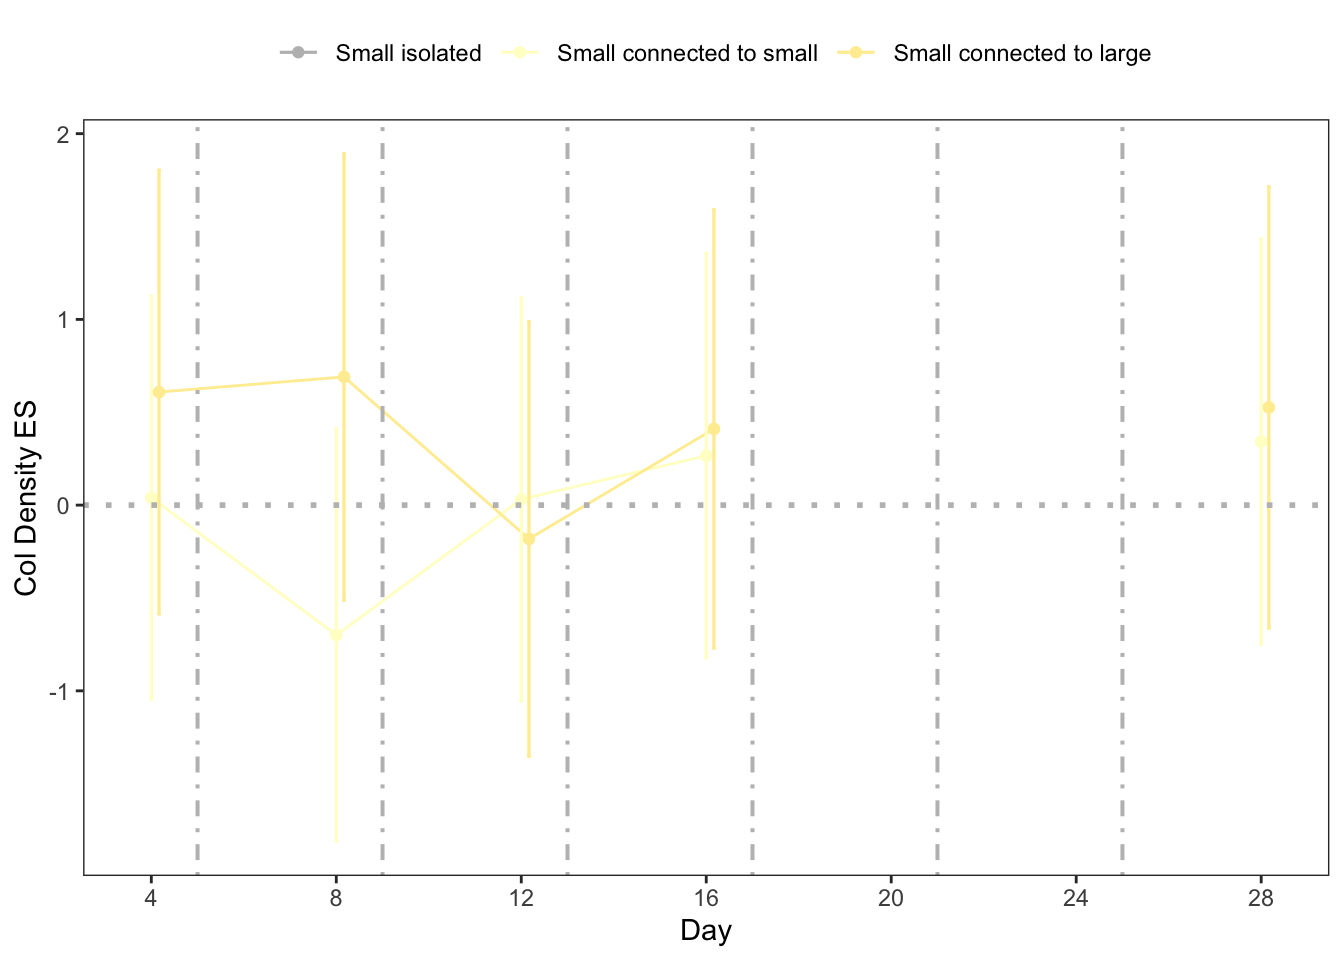 Small isolated Small connected to small Small connected to large
2
1
0
-1
Col Density ES
4 8 12 16 20 24 28
Day